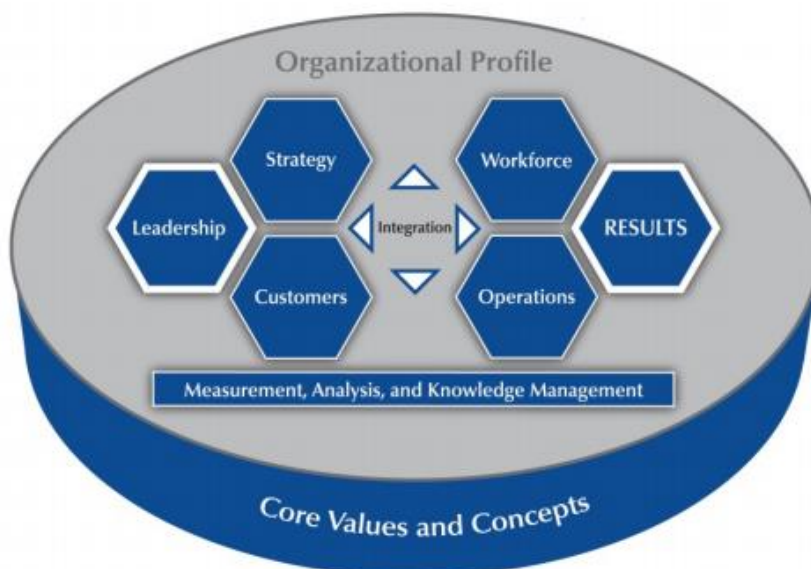 Organizational Profile
Strategy
Workforce
Leadership
Integration
RESULTS
Customers
Operations
Measurement, Analysis, and Knowledge Management
Core Values and Concepts